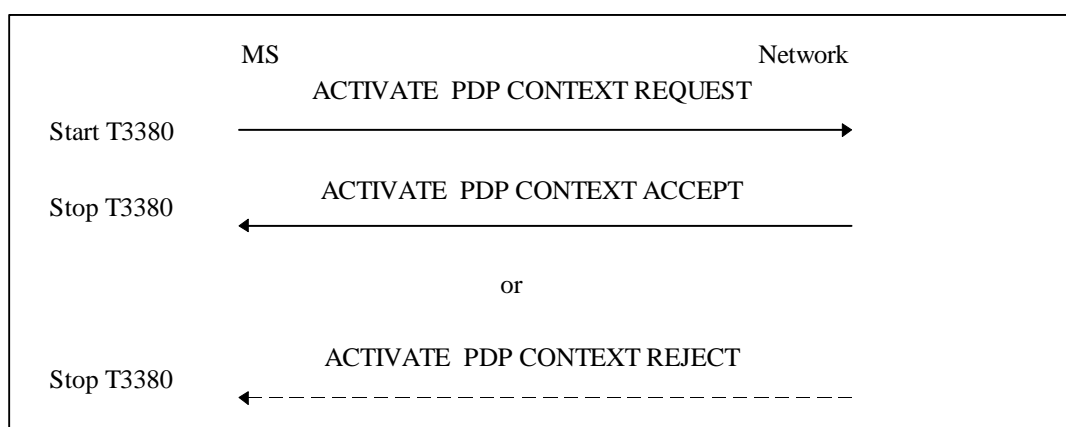 MS Network
ACTIVATE PDP CONTEXT REQUEST
Start T3380
ACTIVATE PDP CONTEXT ACCEPT
Stop T3380
or
ACTIVATE PDP CONTEXT REJECT
Stop T3380